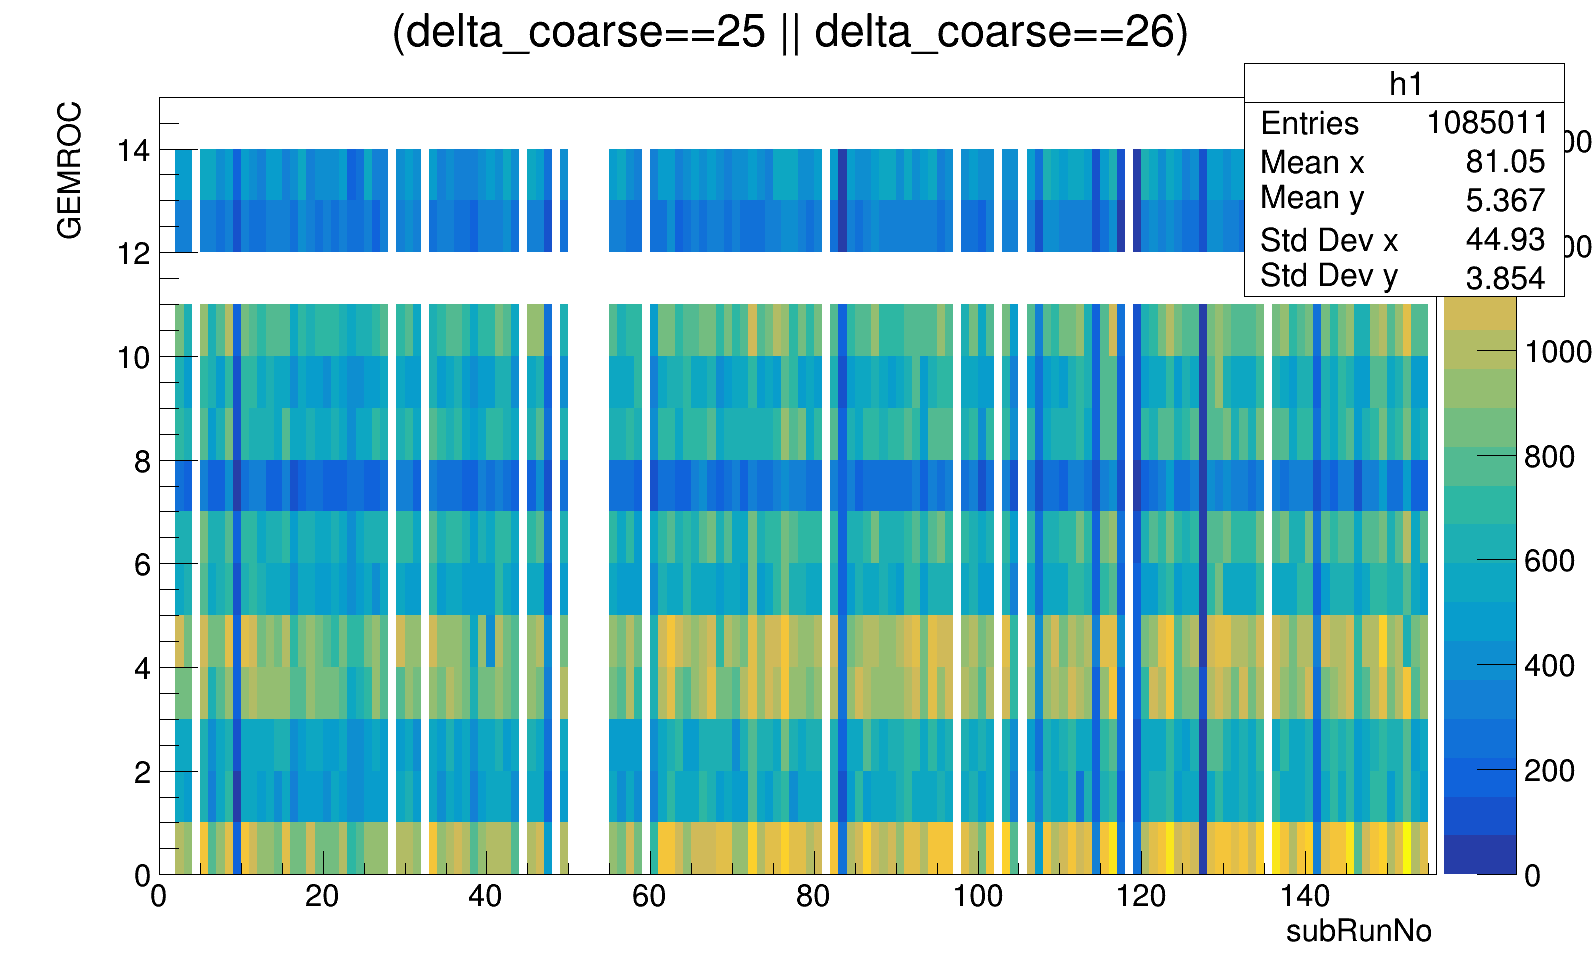 (delta_coarse==25 || delta_coarse==26)
h1
Entries 1085011
Mean x 81.05
Mean y 5.367
Std Dev x 44.93
Std Dev y 3.854
GEMROC
14
12
10
8
6
4
2
0
0 20 40 60 80 100 120 140
subRunNo
00
00
1000
800
600
400
200
0